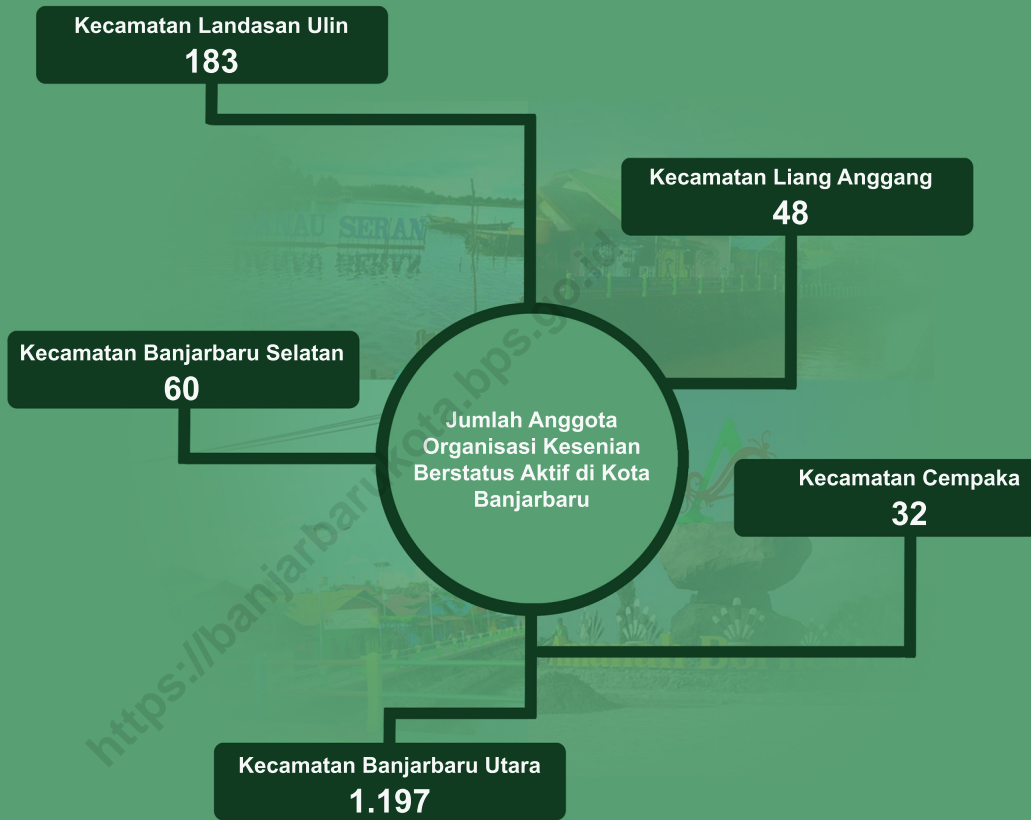 Kecamatan Landasan Ulin
183
Kecamatan Liang Anggang
48
Kecamatan Banjarbaru Selatan
60
Jumlah Anggota
Organisasi Kesenian
Berstatus Aktif di Kota
Banjarbaru
Kecamatan Cempaka
32
Kecamatan Banjarbaru Utara
1.197
https://banjarbarukota.bps.go.id
SERAN